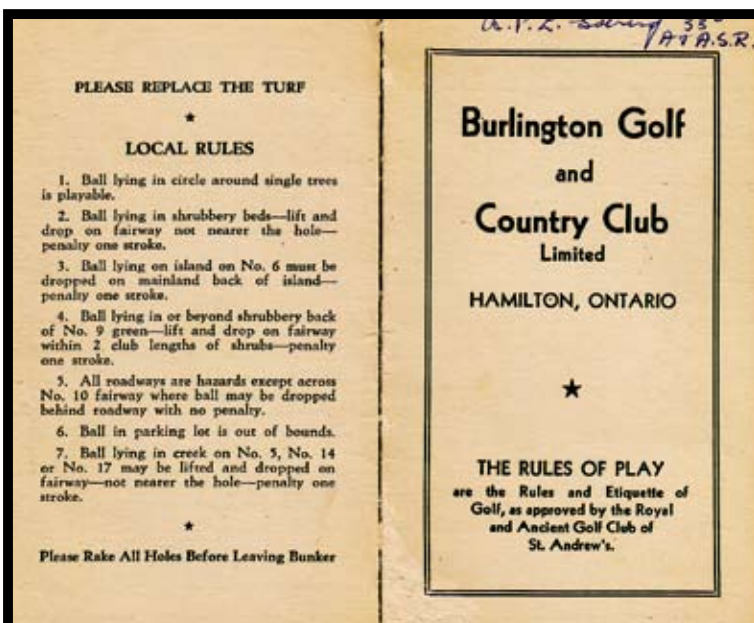 PLEASE REPLACE THE TURF
★
LOCAL RULES
1. Ball lying in circle around single trees
is playable.
2. Ball lying in shrubbery beds—lift and
drop on fairway not nearer the hole—
penalty one stroke.
3. Ball lying on island on No. 6 must be
dropped on mainland back of island—
penalty one stroke.
4. Ball lying in or beyond shrubbery back
of No. 9 green—lift and drop on fairway
within 2 club lengths of shrubs—penalty
one stroke.
5. All roadways are hazards except across
No. 10 fairway where ball may be dropped
behind roadway with no penalty.
6. Ball in parking lot is out of bounds.
7. Ball lying in creek on No. 5, No. 14
or No. 17 may be lifted and dropped on
fairway—not nearer the hole—penalty one
stroke.
★
Please Rake All Holes Before Leaving Bunker
A.S.R.
Burlington Golf
and
Country Club
Limited
HAMILTON, ONTARIO
★
THE RULES OF PLAY
are the Rules and Etiquette of
Golf, as approved by the Royal
and Ancient Golf Club of
St. Andrew's.